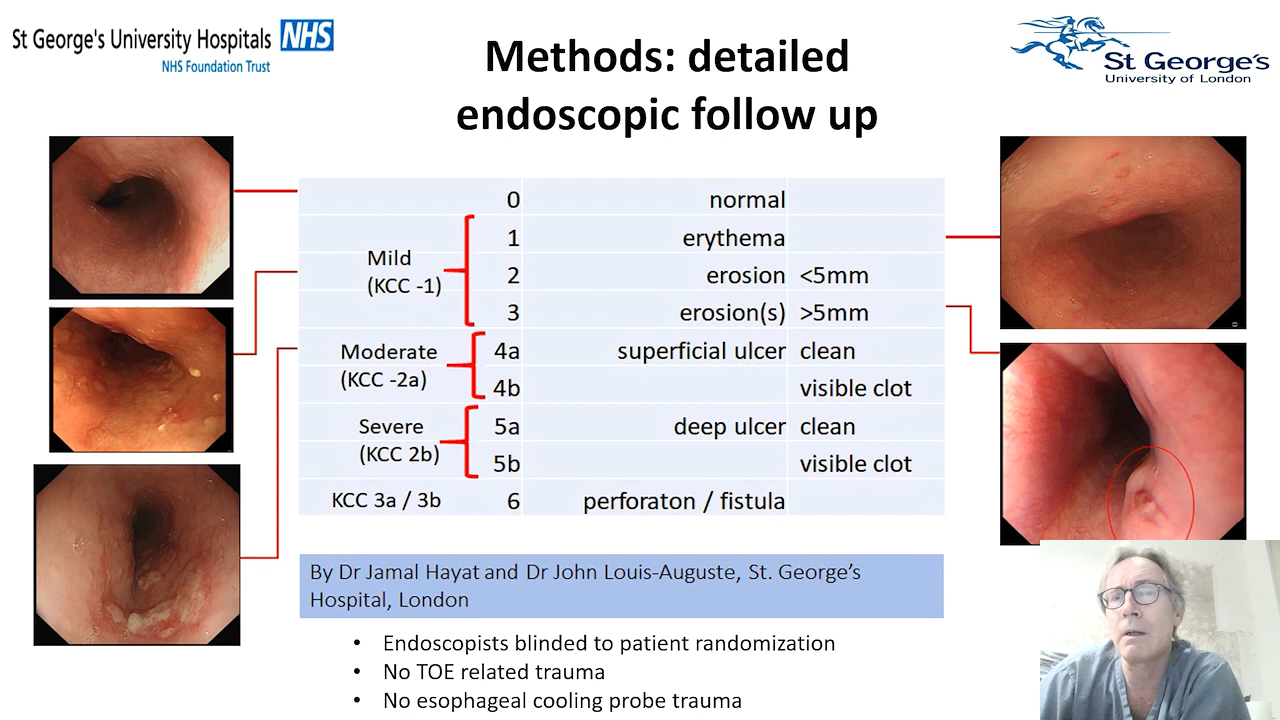 St George's University Hospitals NHS
NHS Foundation Trust
St George's
University of London
Methods: detailed
endoscopic follow up
0 normal
1 erythema
Mild
(KCC -1)
2 erosion <5mm
3 erosion(s) >5mm
Moderate
(KCC -2a)
4a superficial ulcer clean
4b visible clot
Severe
(KCC 2b)
5a deep ulcer clean
5b visible clot
KCC 3a / 3b 6 perforaton / fistula
By Dr Jamal Hayat and Dr John Louis-Auguste, St. George's
Hospital, London
• Endoscopists blinded to patient randomization
• No TOE related trauma
• No esophageal cooling probe trauma